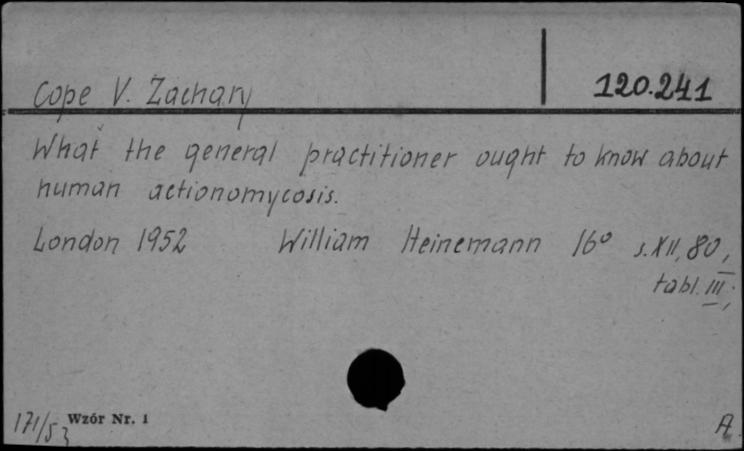 Cope V. Zachary
120.241
What the general practitioner ought to know about
human actionomycosis.
London 1952 William Heinemann 16° s. XII, 80,
tabl. III.
171/53 Wzór Nr. 1
A